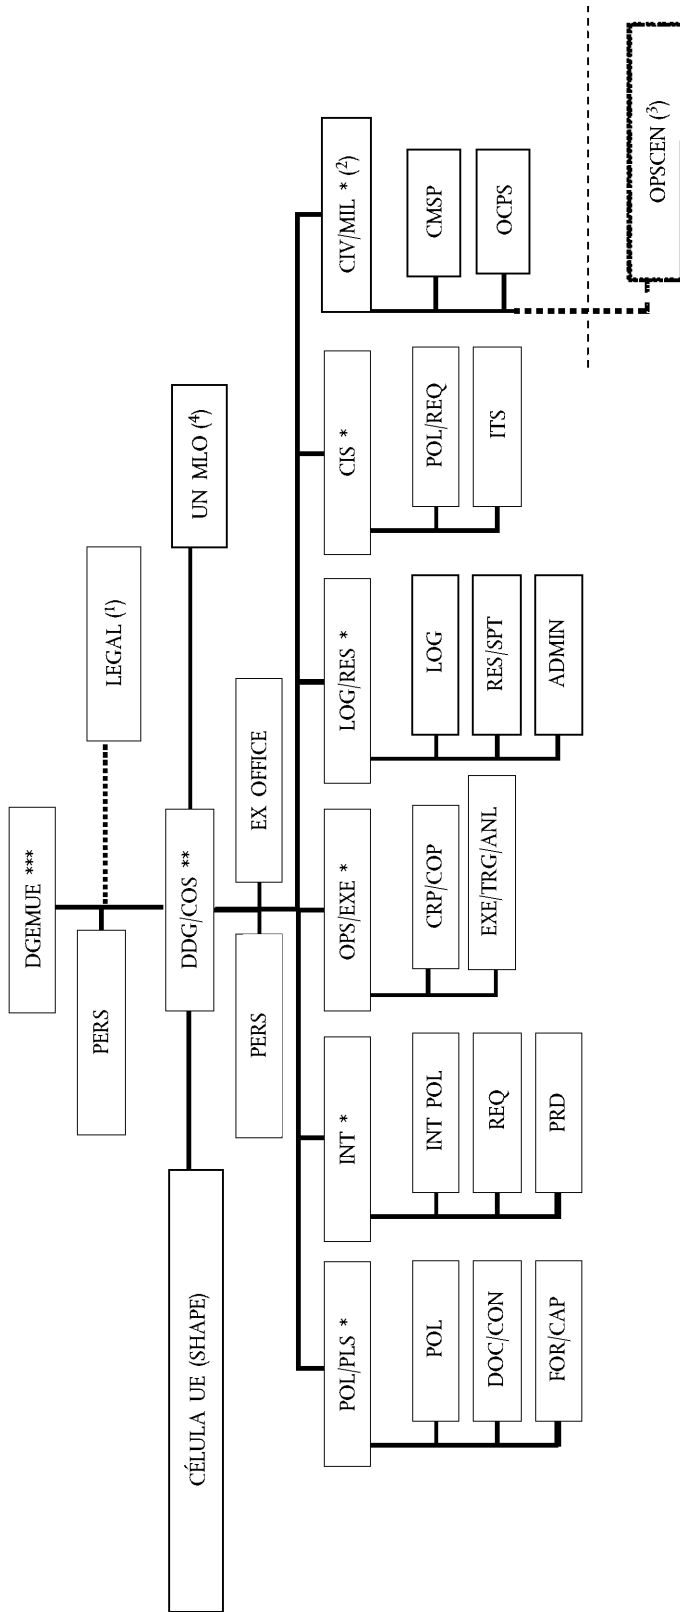 DGEMUE ***
PERS
LEGAL (¹)
CÉLULA UE (SHAPE)
DDG/COS **
UN MLO (⁴)
PERS
EX OFFICE
POL/PLS *
INT *
OPS/EXE *
LOG/RES *
CIS *
CIV/MIL * (²)
POL
INT POL
CRP/COP
LOG
POL/REQ
CMSP
DOC/CON
REQ
EXE/TRG/ANL
RES/SPT
ITS
OCPS
FOR/CAP
PRD
ADMIN
OPSCEN (³)